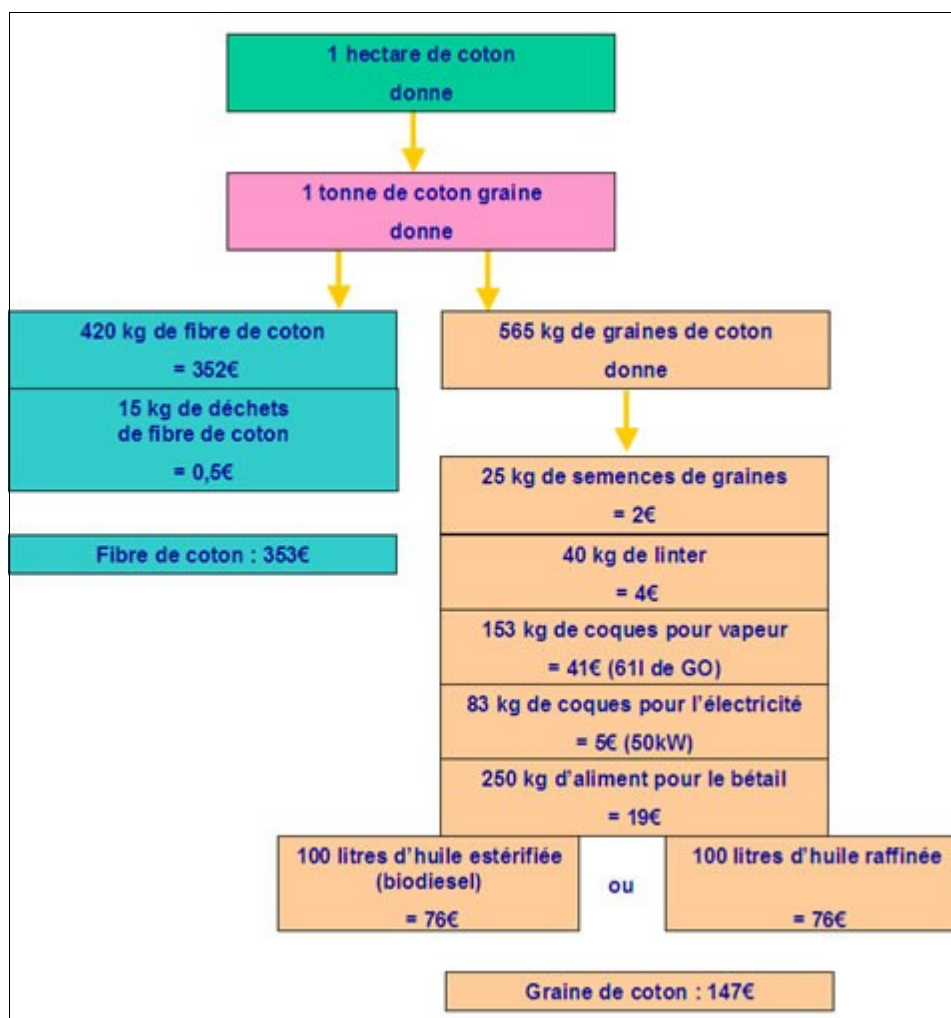 1 hectare de coton
donne
1 tonne de coton graine
donne
420 kg de fibre de coton
= 352€
15 kg de déchets
de fibre de coton
= 0,5€
Fibre de coton : 353€
565 kg de graines de coton
donne
25 kg de semences de graines
= 2€
40 kg de linter
= 4€
153 kg de coques pour vapeur
= 41€ (61l de GO)
83 kg de coques pour l'électricité
= 5€ (50kW)
250 kg d'aliment pour le bétail
= 19€
100 litres d'huile estérifiée
(biodiesel)
= 76€
ou
100 litres d'huile raffinée
= 76€
Graine de coton : 147€